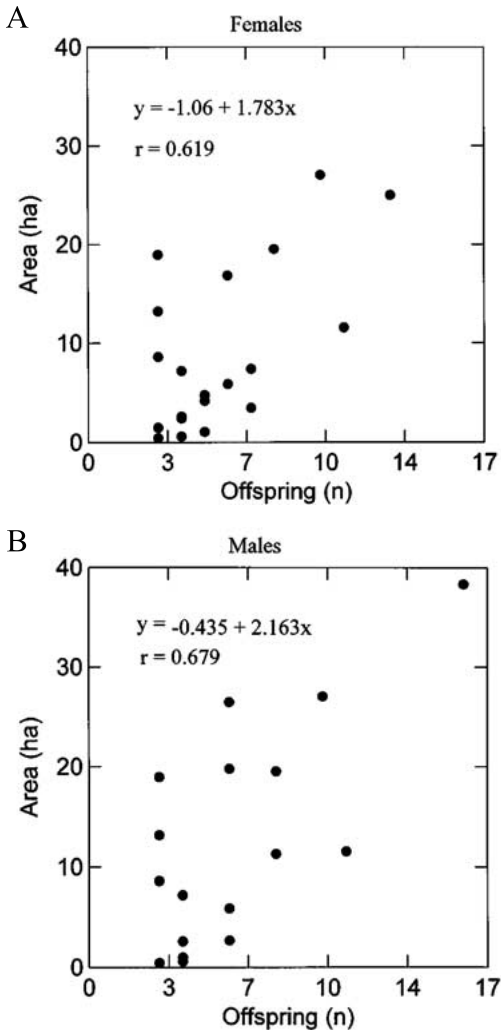 A
Females
40
y = -1.06 + 1.783x
r = 0.619
30
20
10
0
Area (ha)
0 3 7 10 14 17
Offspring (n)
B
Males
40
y = -0.435 + 2.163x
r = 0.679
30
20
10
0
Area (ha)
0 3 7 10 14 17
Offspring (n)